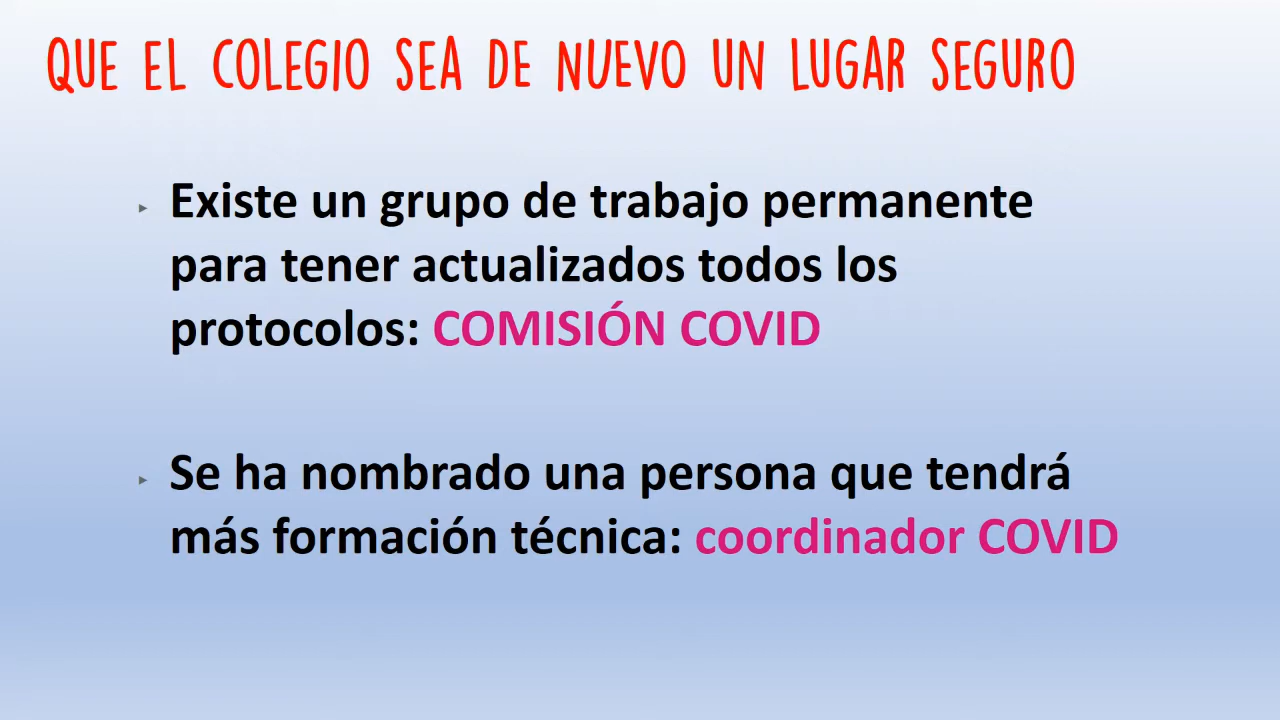 QUE EL COLEGIO SEA DE NUEVO UN LUGAR SEGURO
Existe un grupo de trabajo permanente
para tener actualizados todos los
protocolos: COMISIÓN COVID
Se ha nombrado una persona que tendrá
más formación técnica: coordinador COVID